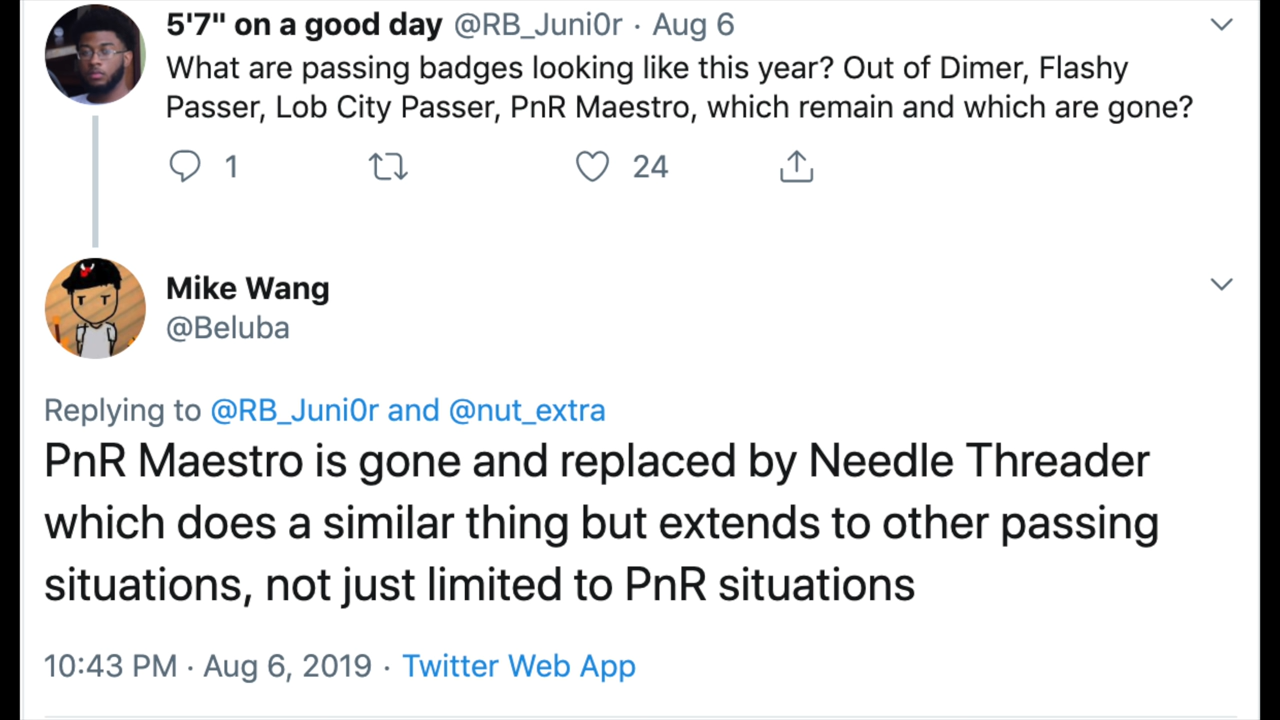 5'7" on a good day @RB_Juni0r · Aug 6
What are passing badges looking like this year? Out of Dimer, Flashy
Passer, Lob City Passer, PnR Maestro, which remain and which are gone?
1 24
Mike Wang
@Beluba
Replying to @RB_Juni0r and @nut_extra
PnR Maestro is gone and replaced by Needle Threader
which does a similar thing but extends to other passing
situations, not just limited to PnR situations
10:43 PM · Aug 6, 2019 · Twitter Web App